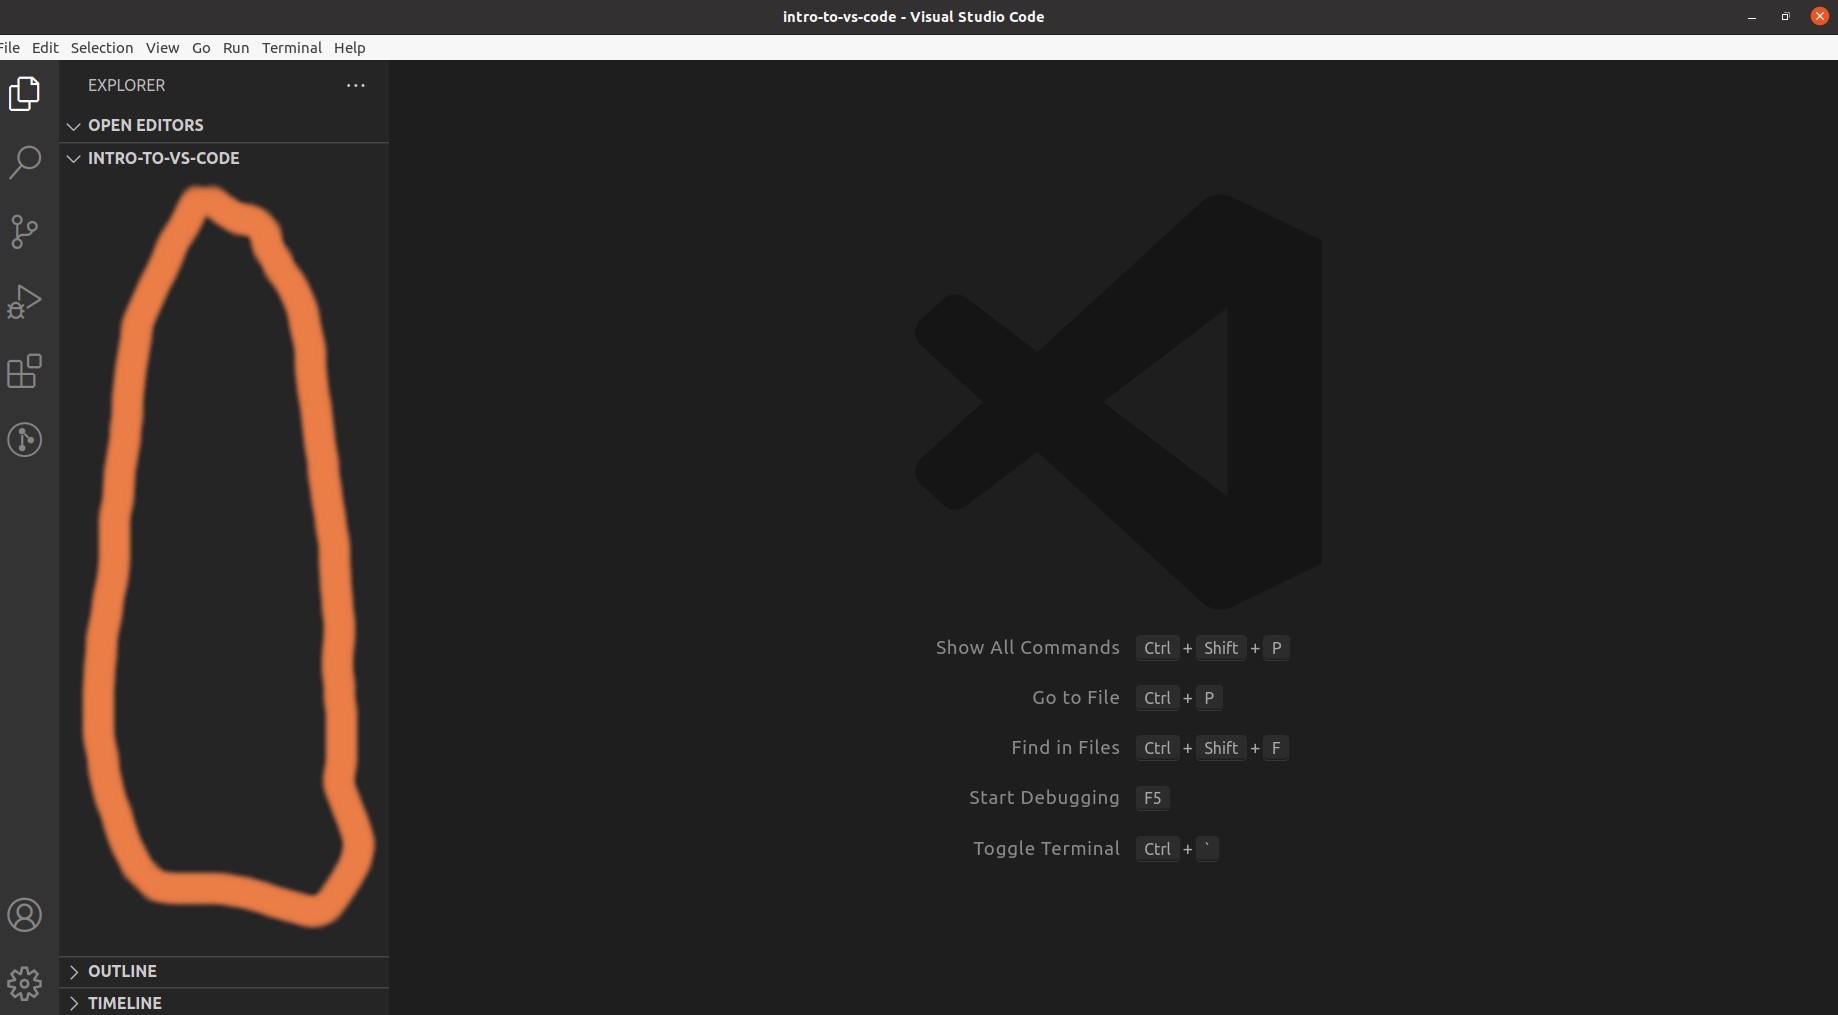 intro-to-vs-code - Visual Studio Code
File Edit Selection View Go Run Terminal Help
EXPLORER ...
OPEN EDITORS
INTRO-TO-VS-CODE
Show All Commands Ctrl + Shift + P
Go to File Ctrl + P
Find in Files Ctrl + Shift + F
Start Debugging F5
Toggle Terminal Ctrl + `
OUTLINE
TIMELINE